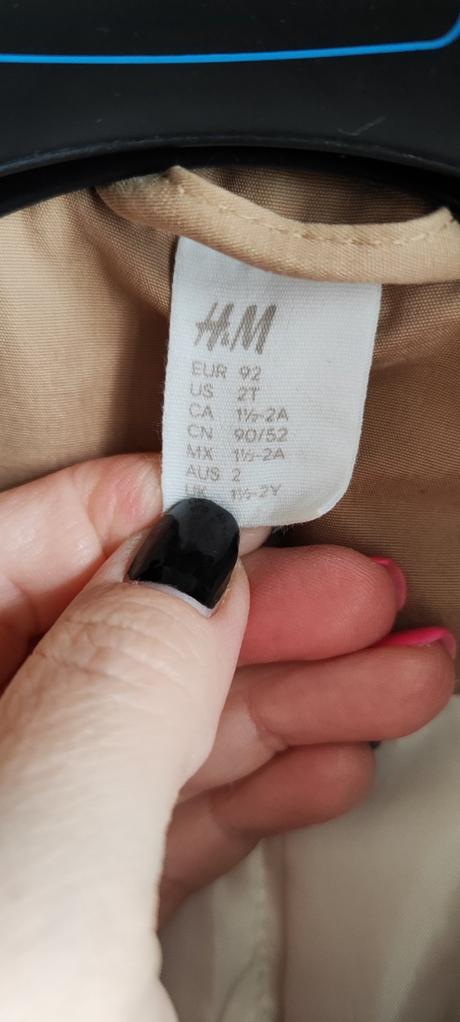 H&M
EUR 92
US 2T
CA 1½-2A
CN 90/52
MX 1½-2A
AUS 2
UK 1½-2Y